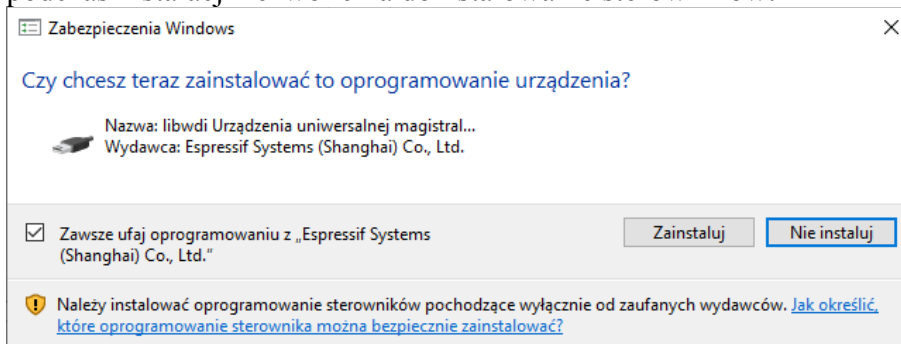 Zabezpieczenia Windows
Czy chcesz teraz zainstalować to oprogramowanie urządzenia?
Nazwa: libwdi Urządzenia uniwersalnej magistral...
Wydawca: Espressif Systems (Shanghai) Co., Ltd.
Zawsze ufaj oprogramowaniu z „Espressif Systems
(Shanghai) Co., Ltd.”
Zainstaluj
Nie instaluj
Należy instalować oprogramowanie sterowników pochodzące wyłącznie od zaufanych wydawców. Jak określić,
które oprogramowanie sterownika można bezpiecznie zainstalować?